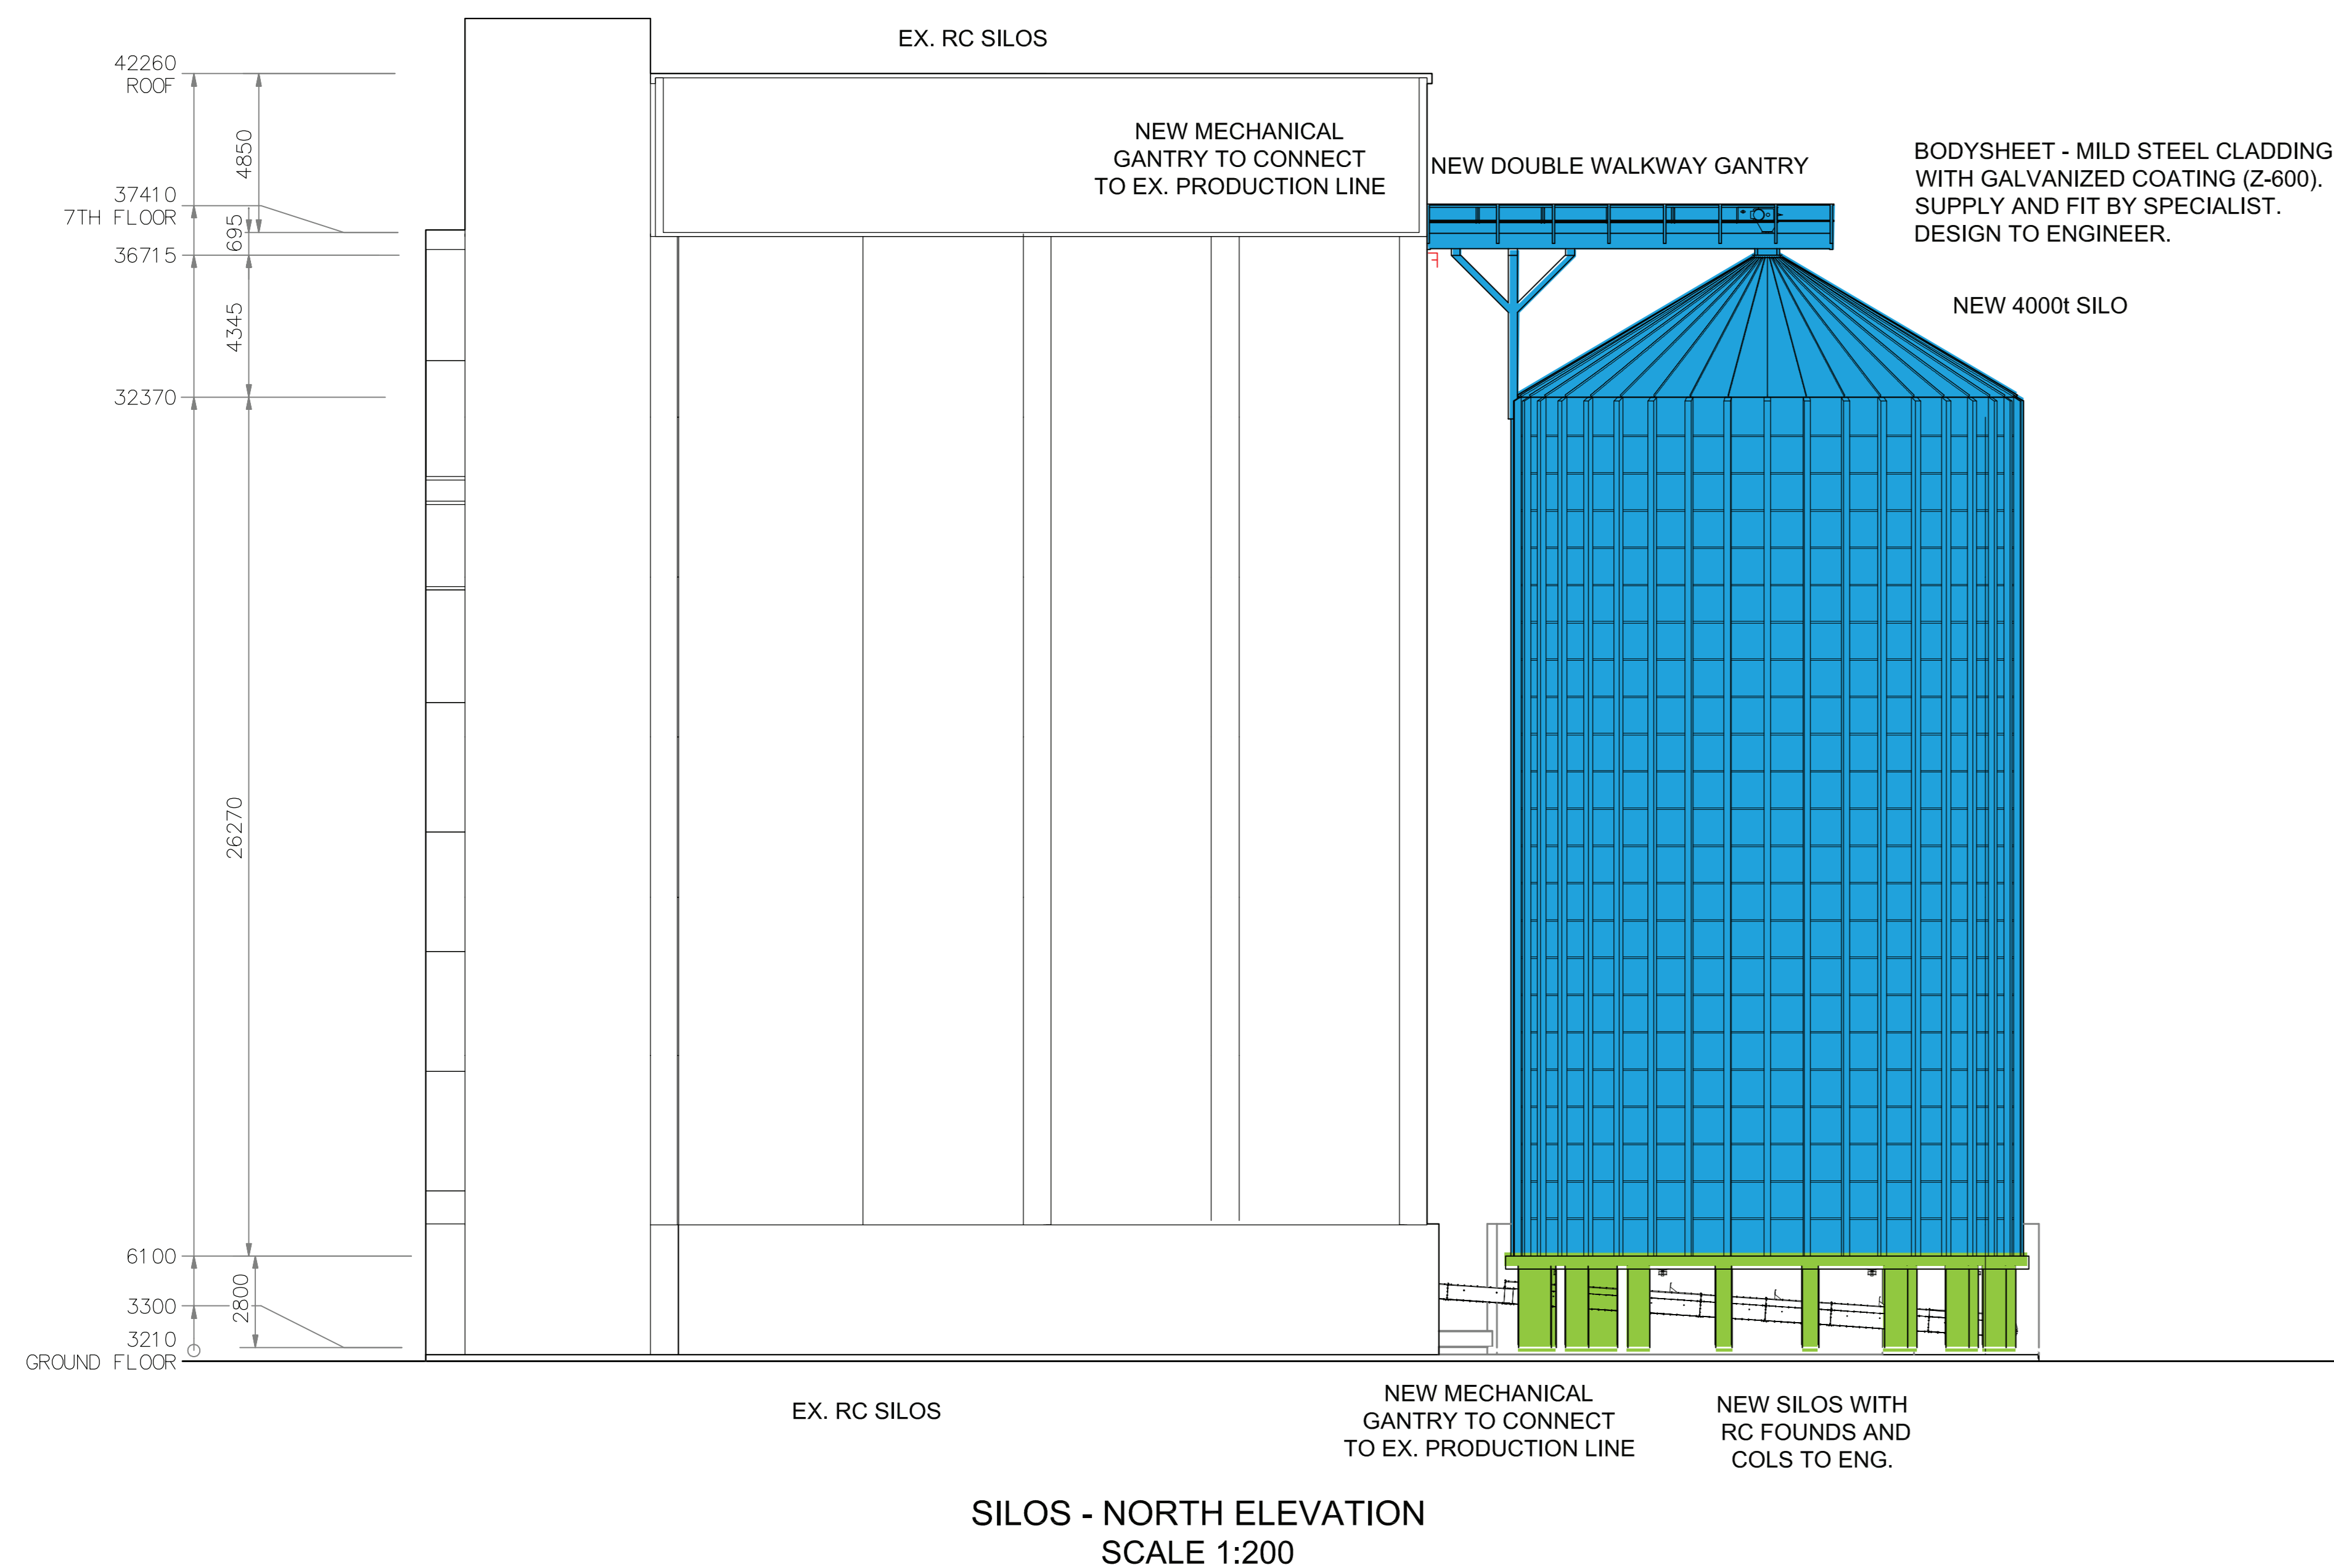 EX. RC SILOS
42260
ROOF
4850
NEW MECHANICAL
GANTRY TO CONNECT
TO EX. PRODUCTION LINE
NEW DOUBLE WALKWAY GANTRY
BODYSHEET - MILD STEEL CLADDING
WITH GALVANIZED COATING (Z-600).
SUPPLY AND FIT BY SPECIALIST.
DESIGN TO ENGINEER.
37410
7TH FLOOR
695
36715
NEW 4000t SILO
4345
32370
26270
6100
2800
3300
3210
GROUND FLOOR
EX. RC SILOS
NEW MECHANICAL
GANTRY TO CONNECT
TO EX. PRODUCTION LINE
NEW SILOS WITH
RC FOUNDS AND
COLS TO ENG.
SILOS - NORTH ELEVATION
SCALE 1:200